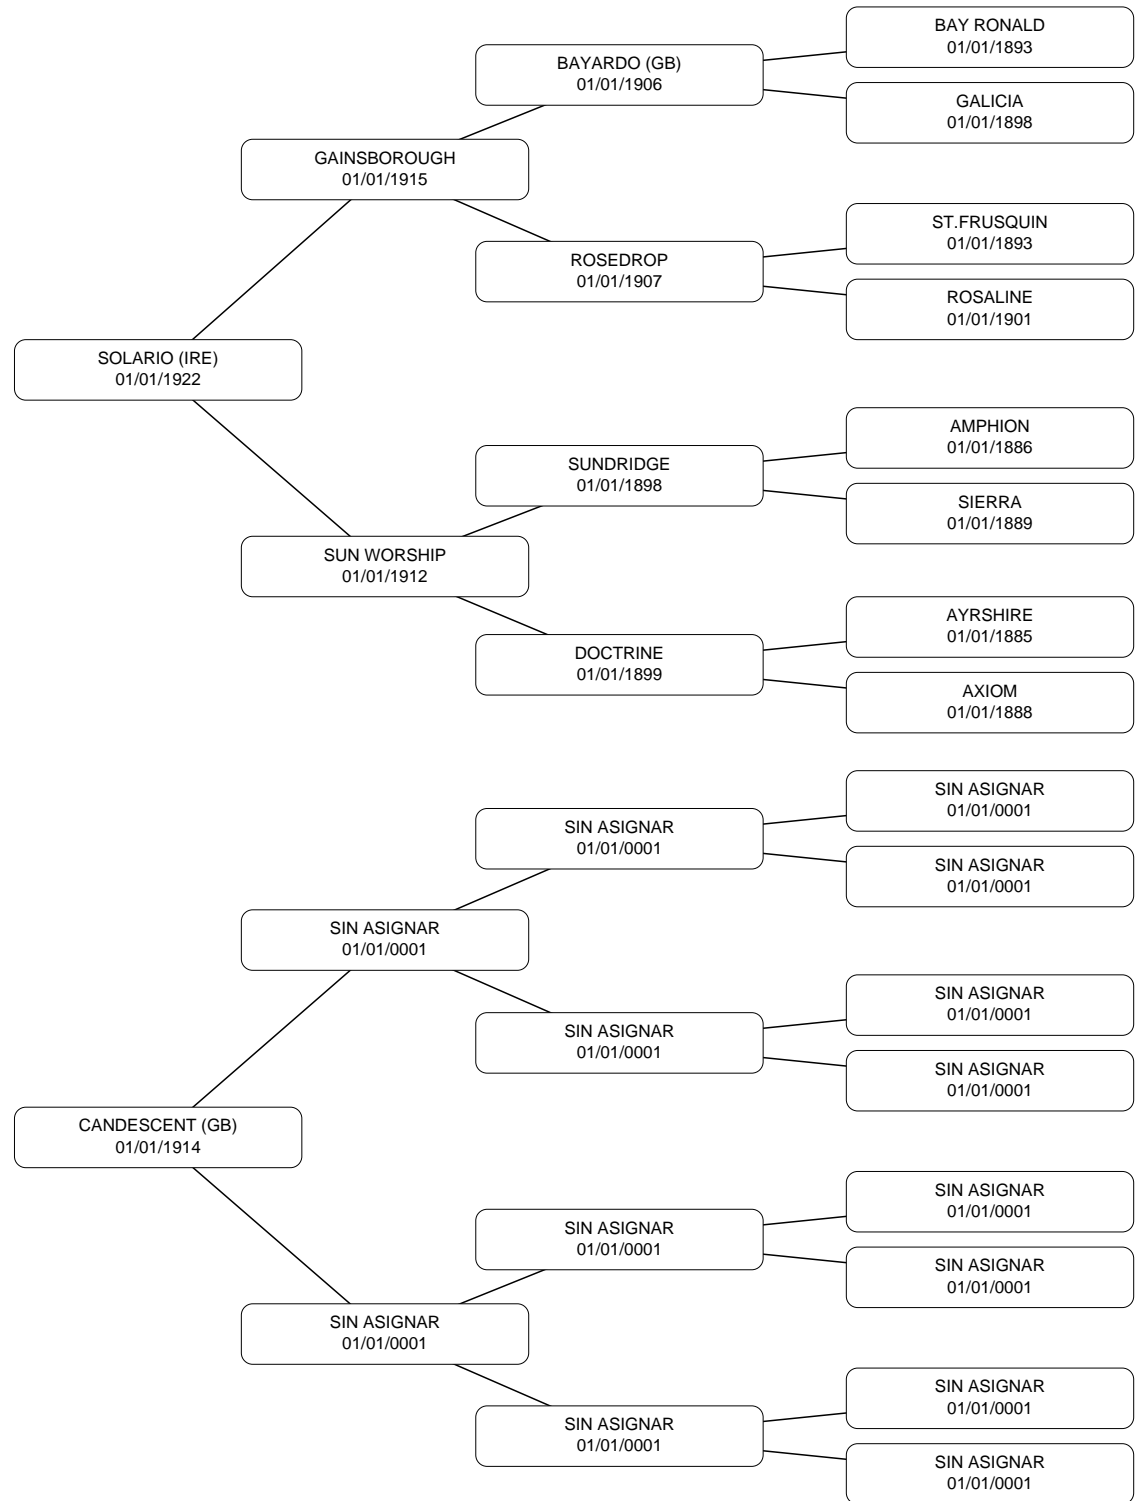 BAY RONALD
01/01/1893
BAYARDO (GB)
01/01/1906
GALICIA
01/01/1898
GAINSBOROUGH
01/01/1915
ST.FRUSQUIN
01/01/1893
ROSEDROP
01/01/1907
ROSALINE
01/01/1901
SOLARIO (IRE)
01/01/1922
AMPHION
01/01/1886
SUNDRIDGE
01/01/1898
SIERRA
01/01/1889
SUN WORSHIP
01/01/1912
AYRSHIRE
01/01/1885
DOCTRINE
01/01/1899
AXIOM
01/01/1888
SIN ASIGNAR
01/01/0001
SIN ASIGNAR
01/01/0001
SIN ASIGNAR
01/01/0001
SIN ASIGNAR
01/01/0001
SIN ASIGNAR
01/01/0001
SIN ASIGNAR
01/01/0001
SIN ASIGNAR
01/01/0001
CANDESCENT (GB)
01/01/1914
SIN ASIGNAR
01/01/0001
SIN ASIGNAR
01/01/0001
SIN ASIGNAR
01/01/0001
SIN ASIGNAR
01/01/0001
SIN ASIGNAR
01/01/0001
SIN ASIGNAR
01/01/0001
SIN ASIGNAR
01/01/0001